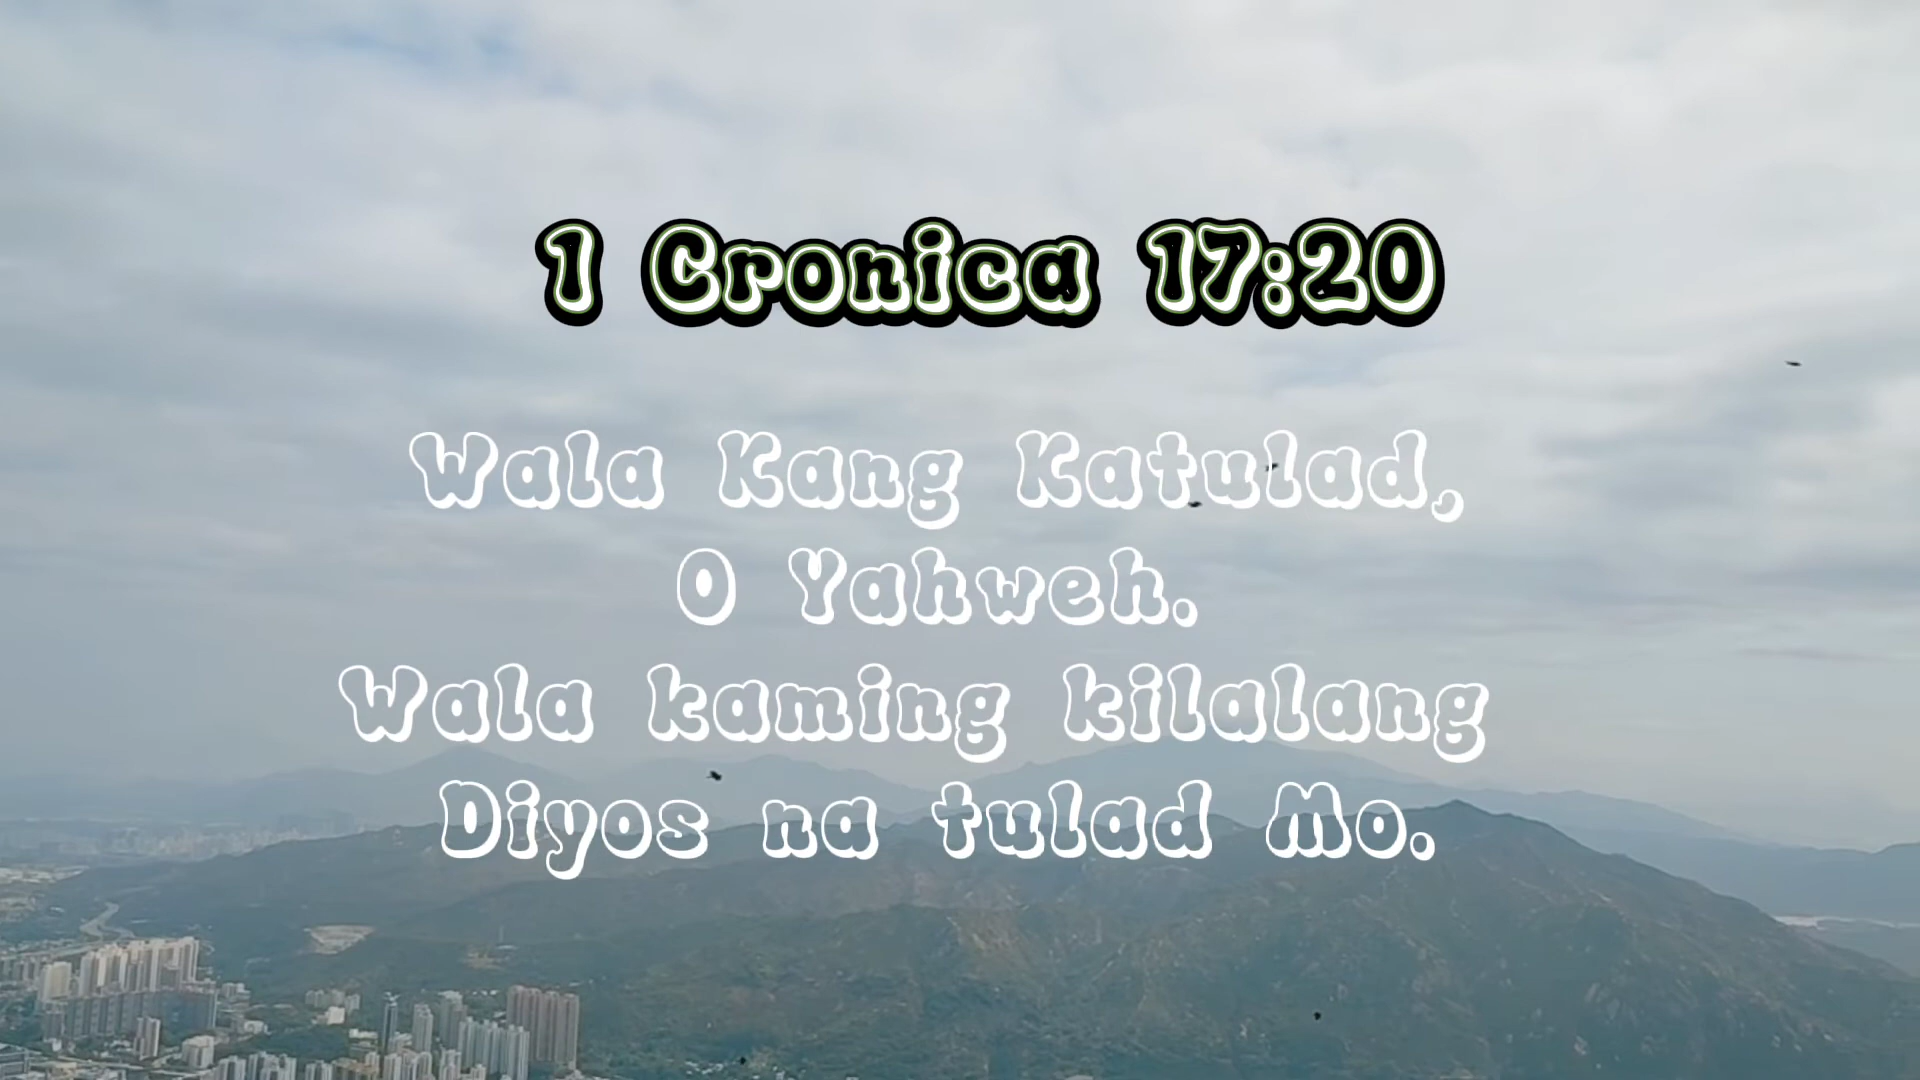 1 Cronica 17:20
Wala Kang Katulad,
O Yahweh.
Wala kaming kilalang
Diyos na tulad Mo.